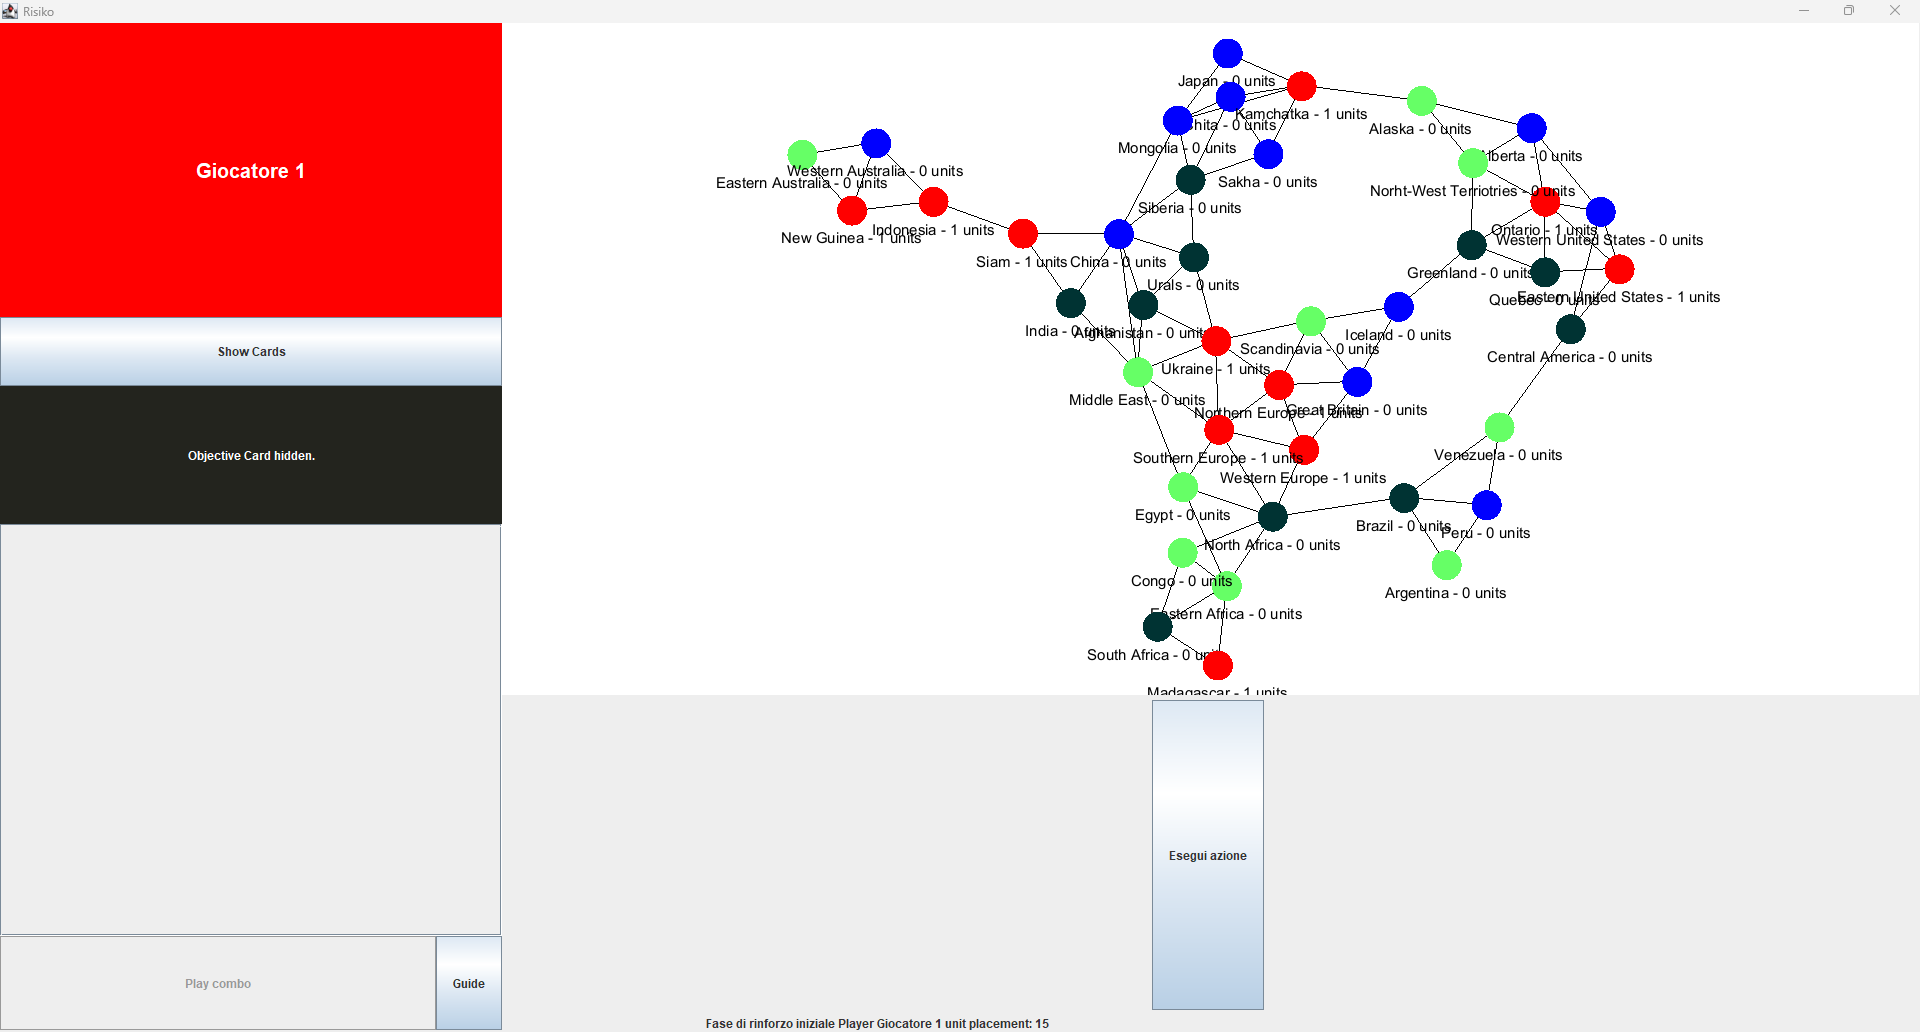 Risiko
Giocatore 1
Show Cards
Objective Card hidden.
Play combo
Guide
Japan - 0 units
Kamchatka - 1 units
Chita - 0 units
Mongolia - 0 units
Sakha - 0 units
Siberia - 0 units
Alaska - 0 units
Alberta - 0 units
Norht-West Terriotries - 0 units
Ontario - 1 units
Western United States - 0 units
Greenland - 0 units
Quebec - 0 units
Eastern United States - 1 units
Central America - 0 units
Western Australia - 0 units
Eastern Australia - 0 units
Indonesia - 1 units
New Guinea - 1 units
Siam - 1 units
China - 0 units
Urals - 0 units
India - 0 units
Afghanistan - 0 units
Iceland - 0 units
Scandinavia - 0 units
Ukraine - 1 units
Middle East - 0 units
Northern Europe - 1 units
Great Britain - 0 units
Southern Europe - 1 units
Western Europe - 1 units
Venezuela - 0 units
Egypt - 0 units
North Africa - 0 units
Brazil - 0 units
Peru - 0 units
Congo - 0 units
Argentina - 0 units
Eastern Africa - 0 units
South Africa - 0 units
Madagascar - 1 units
Esegui azione
Fase di rinforzo iniziale Player Giocatore 1 unit placement: 15